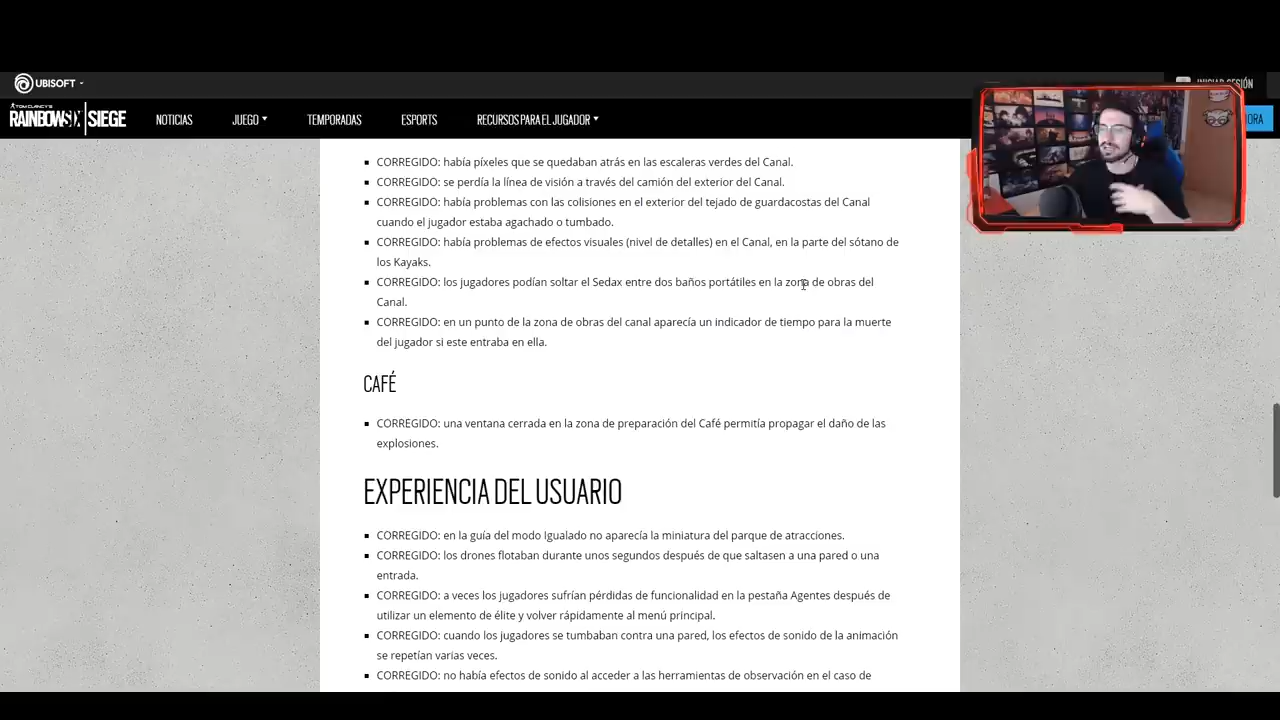 UBISOFT
INICIAR SESIÓN
TOM CLANCY'S
RAINBOW SIX | SIEGE
NOTICIAS
JUEGO
TEMPORADAS
ESPORTS
RECURSOS PARA EL JUGADOR
CORREGIDO: había píxeles que se quedaban atrás en las escaleras verdes del Canal.
CORREGIDO: se perdía la línea de visión a través del camión del exterior del Canal.
CORREGIDO: había problemas con las colisiones en el exterior del tejado de guardacostas del Canal
cuando el jugador estaba agachado o tumbado.
CORREGIDO: había problemas de efectos visuales (nivel de detalles) en el Canal, en la parte del sótano de
los Kayaks.
CORREGIDO: los jugadores podían soltar el Sedax entre dos baños portátiles en la zona de obras del
Canal.
CORREGIDO: en un punto de la zona de obras del canal aparecía un indicador de tiempo para la muerte
del jugador si este entraba en ella.
CAFÉ
CORREGIDO: una ventana cerrada en la zona de preparación del Café permitía propagar el daño de las
explosiones.
EXPERIENCIA DEL USUARIO
CORREGIDO: en la guía del modo Igualado no aparecía la miniatura del parque de atracciones.
CORREGIDO: los drones flotaban durante unos segundos después de que saltasen a una pared o una
entrada.
CORREGIDO: a veces los jugadores sufrían pérdidas de funcionalidad en la pestaña Agentes después de
utilizar un elemento de élite y volver rápidamente al menú principal.
CORREGIDO: cuando los jugadores se tumbaban contra una pared, los efectos de sonido de la animación
se repetían varias veces.
CORREGIDO: no había efectos de sonido al acceder a las herramientas de observación en el caso de